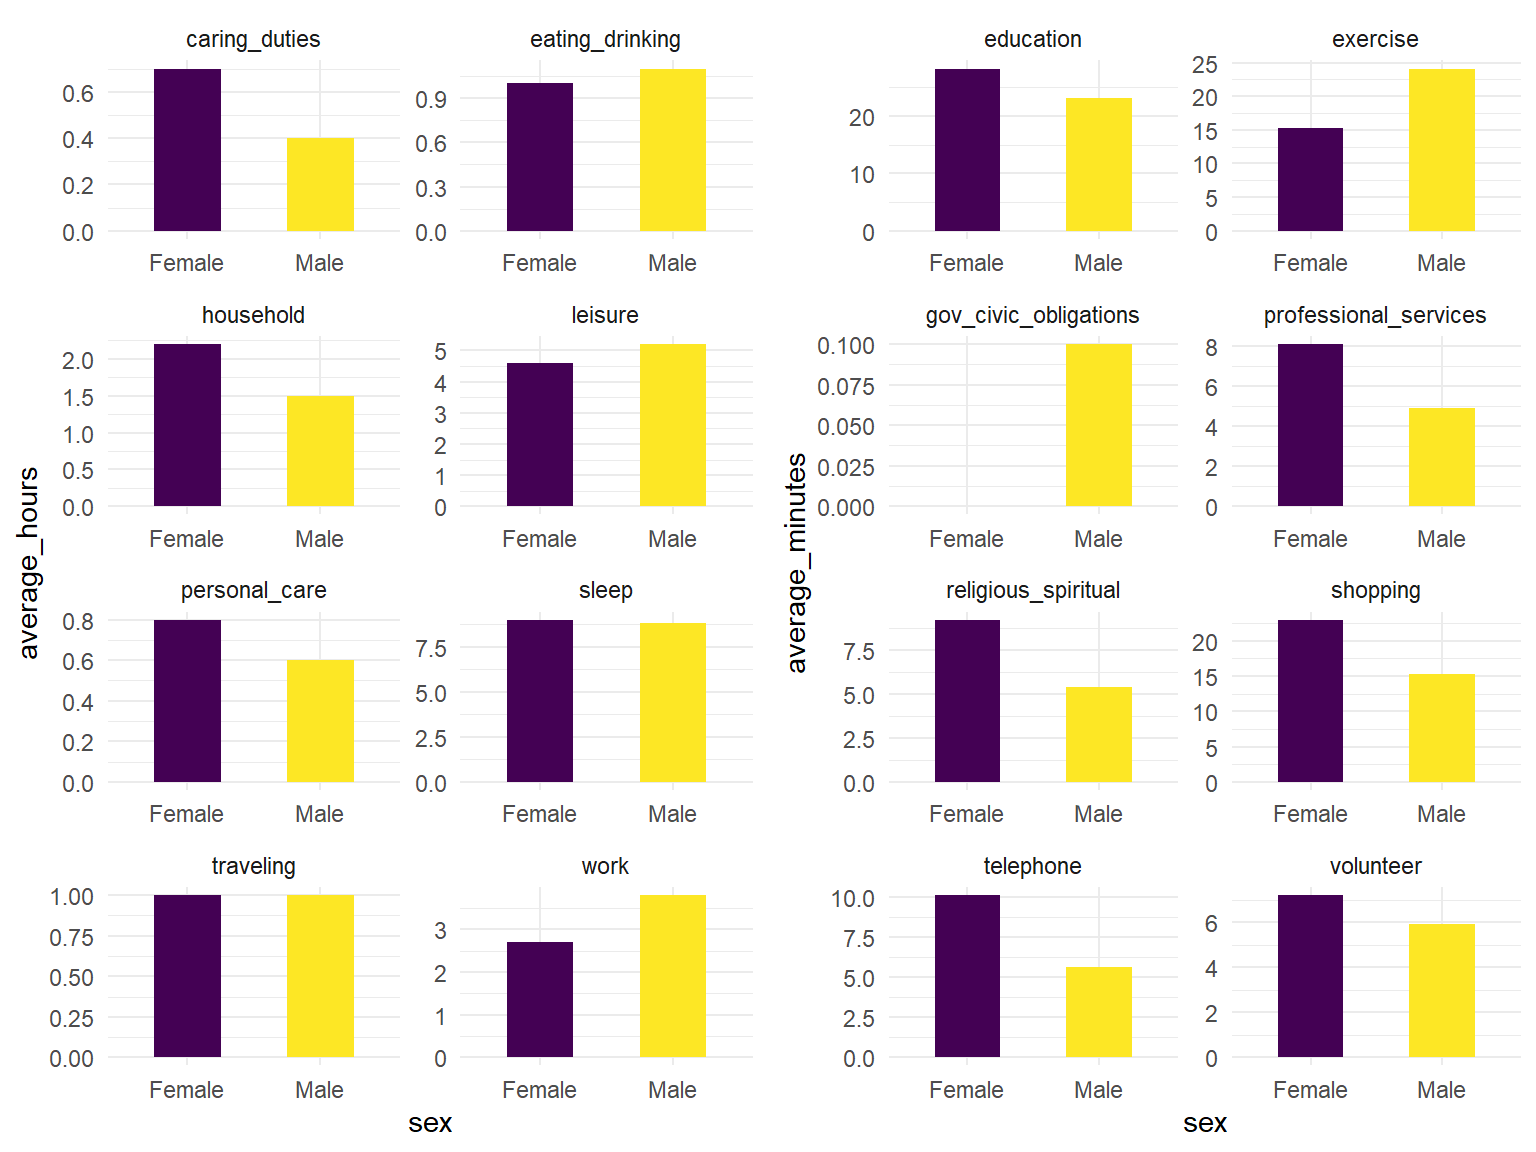 caring_duties
eating_drinking
education
exercise
0.6
0.4
0.2
0.0
0.9
0.6
0.3
0.0
20
10
0
25
20
15
10
5
0
Female Male
Female Male
Female Male
Female Male
household
leisure
gov_civic_obligations
professional_services
2.0
1.5
1.0
0.5
0.0
5
4
3
2
1
0
0.100
0.075
0.050
0.025
0.000
8
6
4
2
0
Female Male
Female Male
Female Male
Female Male
average_hours
average_minutes
personal_care
sleep
religious_spiritual
shopping
0.8
0.6
0.4
0.2
0.0
7.5
5.0
2.5
0.0
7.5
5.0
2.5
0.0
20
15
10
5
0
Female Male
Female Male
Female Male
Female Male
traveling
work
telephone
volunteer
1.00
0.75
0.50
0.25
0.00
3
2
1
0
10.0
7.5
5.0
2.5
0.0
6
4
2
0
Female Male
Female Male
Female Male
Female Male
sex
sex